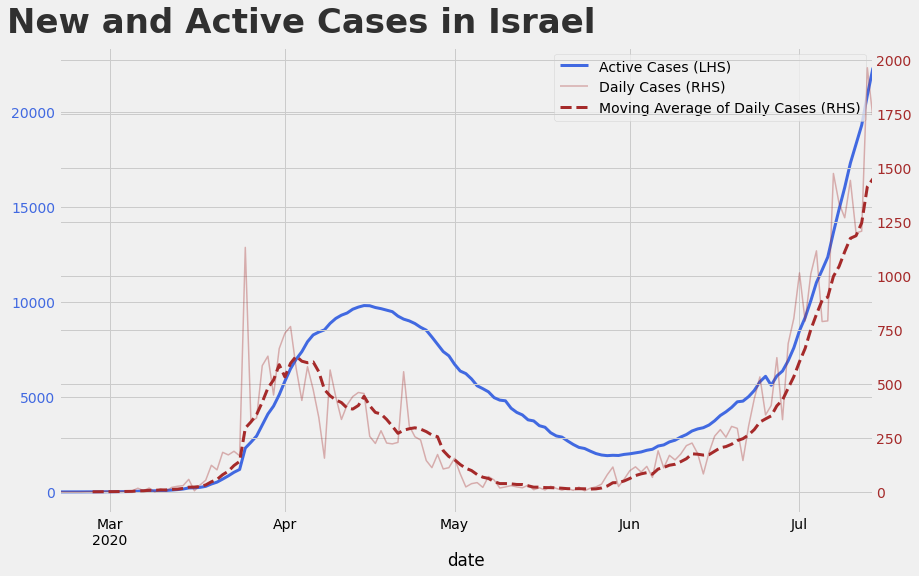 New and Active Cases in Israel
Active Cases (LHS)
Daily Cases (RHS)
Moving Average of Daily Cases (RHS)
20000
15000
10000
5000
0
2000
1750
1500
1250
1000
750
500
250
0
Mar
2020
Apr
May
Jun
Jul
date